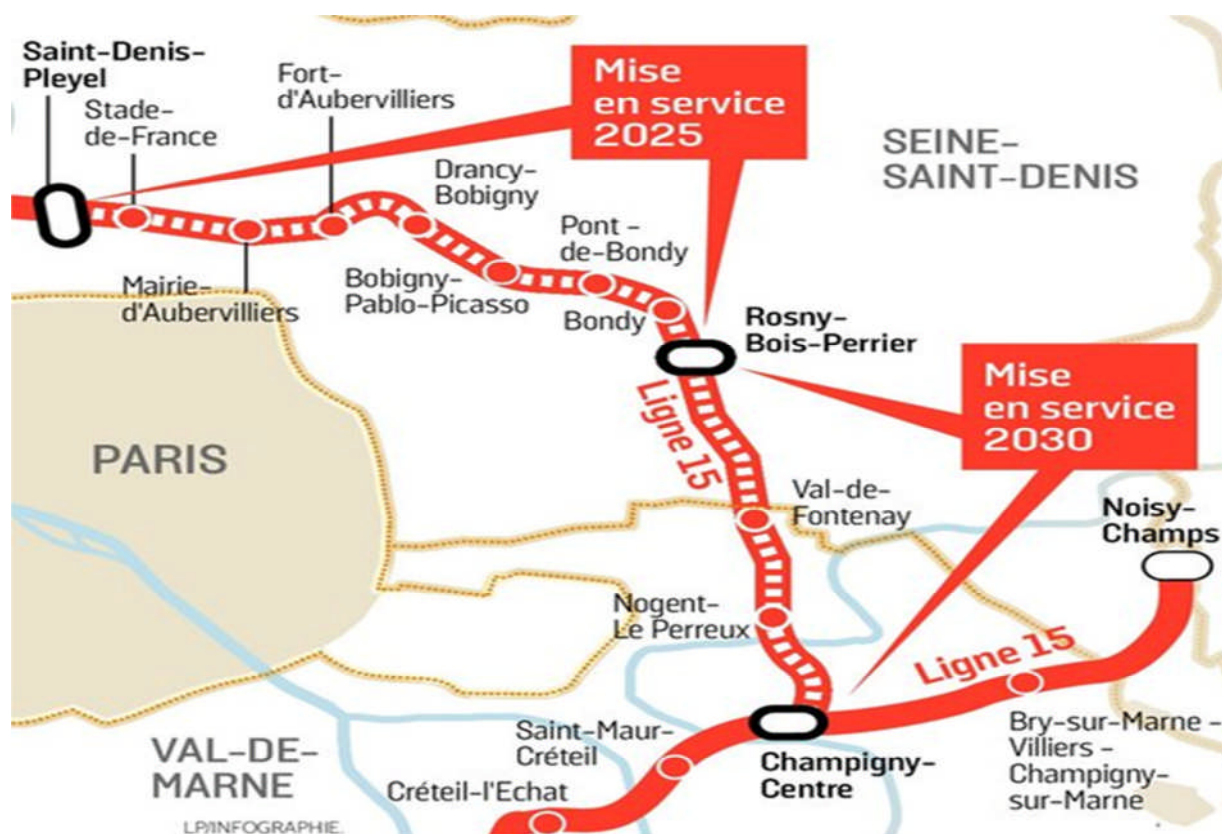 Saint-Denis-
Pleyel
Stade-
de-France
Fort-
d'Aubervilliers
Mise
en service
2025
SEINE-
SAINT-DENIS
Drancy-
Bobigny
Pont -
de-Bondy
Mairie-
d'Aubervilliers
Bobigny-
Pablo-Picasso
Bondy
Rosny-
Bois-Perrier
Mise
en service
2030
Ligne 15
PARIS
Val-de-
Fontenay
Noisy-
Champs
Nogent-
Le Perreux
Ligne 15
Saint-Maur-
Créteil
Bry-sur-Marne -
Villiers -
Champigny-
sur-Marne
VAL-DE-
MARNE
Champigny-
Centre
Créteil-l'Echat
LP/INFOGRAPHIE.